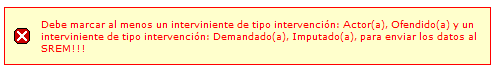 Debe marcar al menos un interviniente de tipo intervención: Actor(a), Ofendido(a) y un
interviniente de tipo intervención: Demandado(a), Imputado(a), para enviar los datos al
SREM!!!